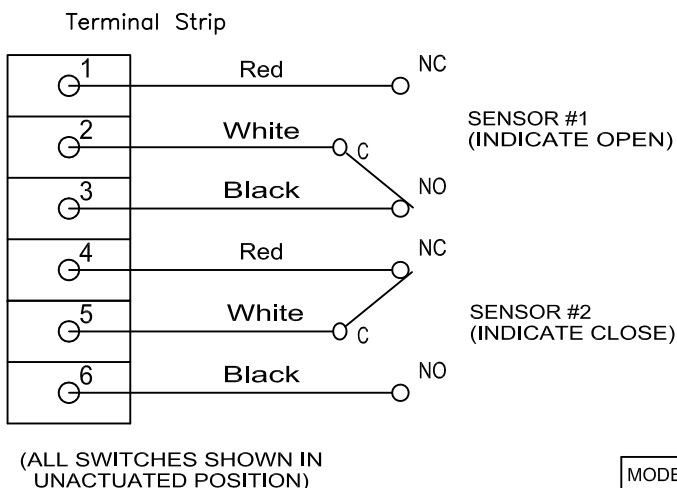 Terminal Strip
1 Red NC
2 White C
SENSOR #1
(INDICATE OPEN)
3 Black NO
4 Red NC
5 White C
SENSOR #2
(INDICATE CLOSE)
6 Black NO
(ALL SWITCHES SHOWN IN
UNACTUATED POSITION)
MODE